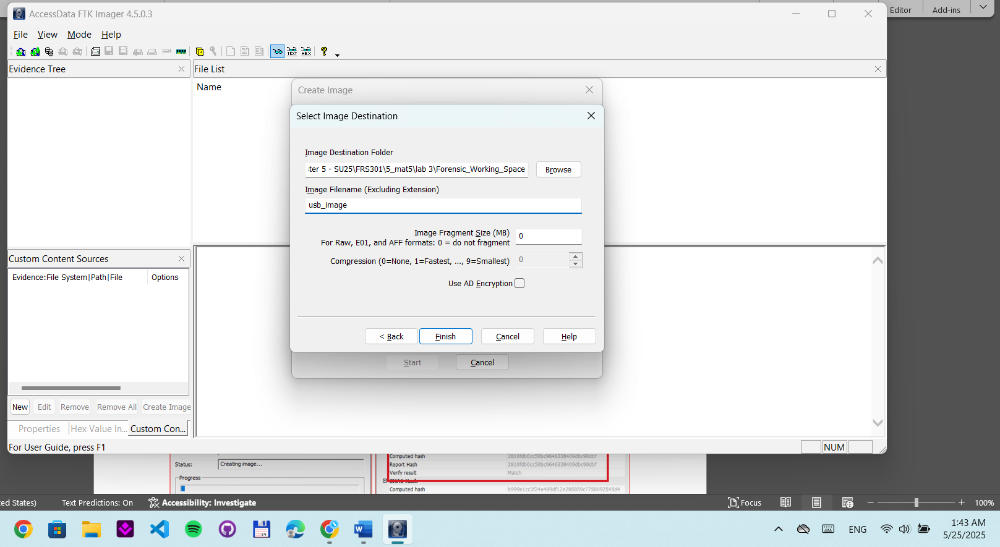 AccessData FTK Imager 4.5.0.3
Editor
Add-ins
File View Mode Help
TEXT
HEX
Evidence Tree
File List
Name
Create Image
Select Image Destination
Image Destination Folder
ter 5 - SU25\FRS301\5_mat5\lab 3\Forensic_Working_Space
Browse
Image Filename (Excluding Extension)
usb_image
Image Fragment Size (MB)
For Raw, E01, and AFF formats: 0 = do not fragment
0
Compression (0=None, 1=Fastest, ..., 9=Smallest)
0
Use AD Encryption
< Back
Finish
Cancel
Help
Start
Cancel
Custom Content Sources
Evidence:File System|Path|File
Options
New Edit Remove Remove All Create Image
Properties Hex Value In... Custom Con...
For User Guide, press F1
NUM
Status: Creating image...
Progress
Computed hash 2810fdb0cc50bc9646338409dbc90dbf
Report Hash 2810fdb0cc50bc9646338409dbc90dbf
Verify result Match
SHA1 Hash
Computed hash b999e1cc3f24e489df12e285859c7750092545d4
ed States)
Text Predictions: On
Accessibility: Investigate
Focus
100%
64
ENG
1:43 AM
5/25/2025